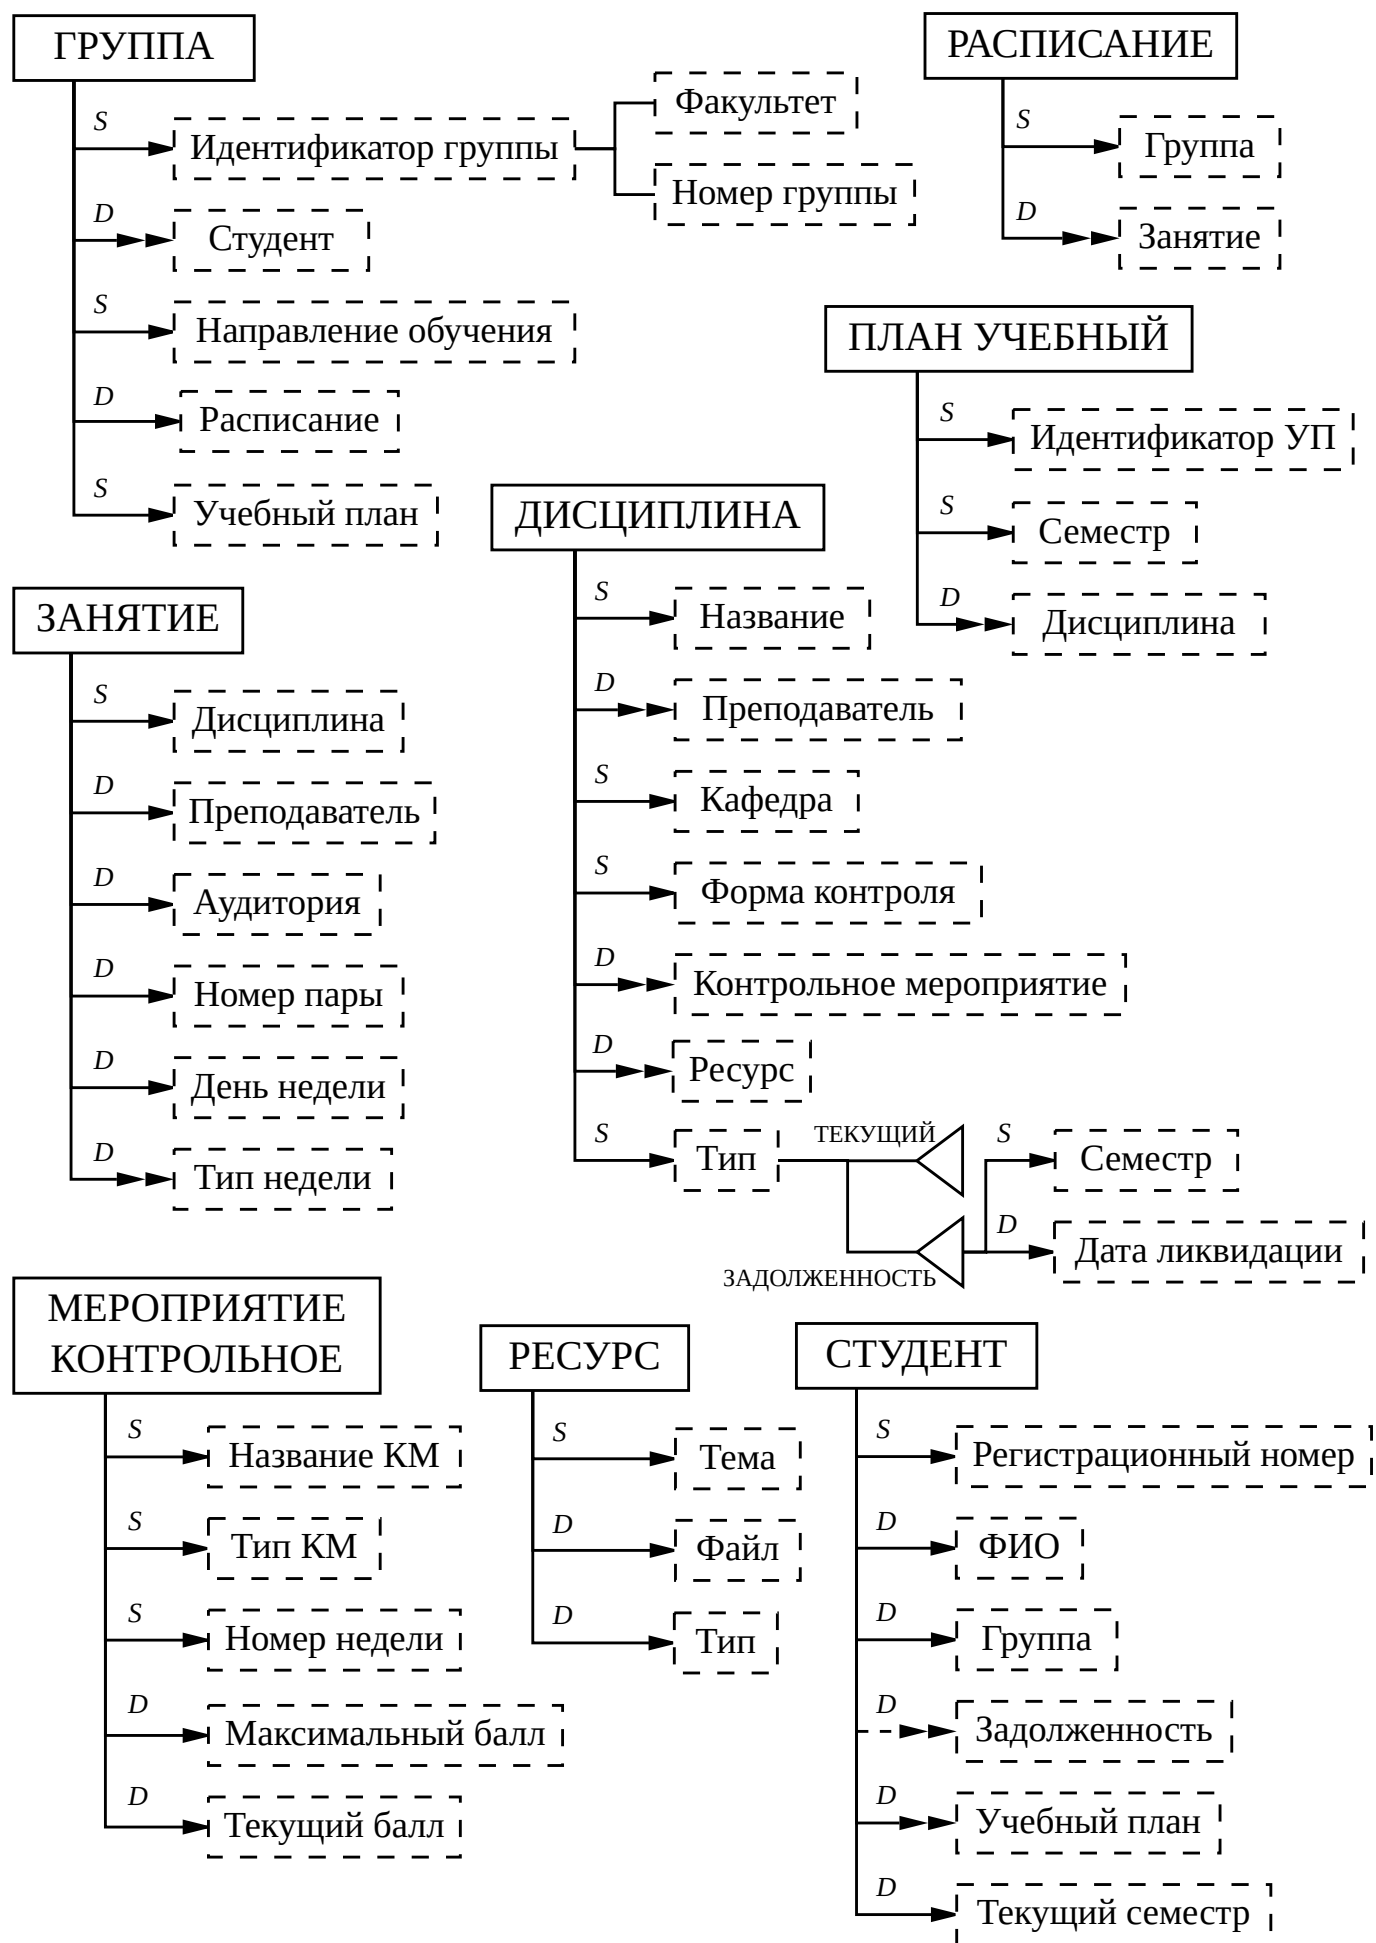 ГРУППА
S
Идентификатор группы
Факультет
Номер группы
D
Студент
S
Направление обучения
D
Расписание
S
Учебный план
РАСПИСАНИЕ
S
Группа
D
Занятие
ПЛАН УЧЕБНЫЙ
S
Идентификатор УП
S
Семестр
D
Дисциплина
ДИСЦИПЛИНА
S
Название
D
Преподаватель
S
Кафедра
S
Форма контроля
D
Контрольное мероприятие
D
Ресурс
S
Тип
ТЕКУЩИЙ
ЗАДОЛЖЕННОСТЬ
S
Семестр
D
Дата ликвидации
ЗАНЯТИЕ
S
Дисциплина
D
Преподаватель
D
Аудитория
D
Номер пары
D
День недели
D
Тип недели
МЕРОПРИЯТИЕ
КОНТРОЛЬНОЕ
S
Название КМ
S
Тип КМ
S
Номер недели
D
Максимальный балл
D
Текущий балл
РЕСУРС
S
Тема
D
Файл
D
Тип
СТУДЕНТ
S
Регистрационный номер
D
ФИО
D
Группа
D
Задолженность
D
Учебный план
D
Текущий семестр